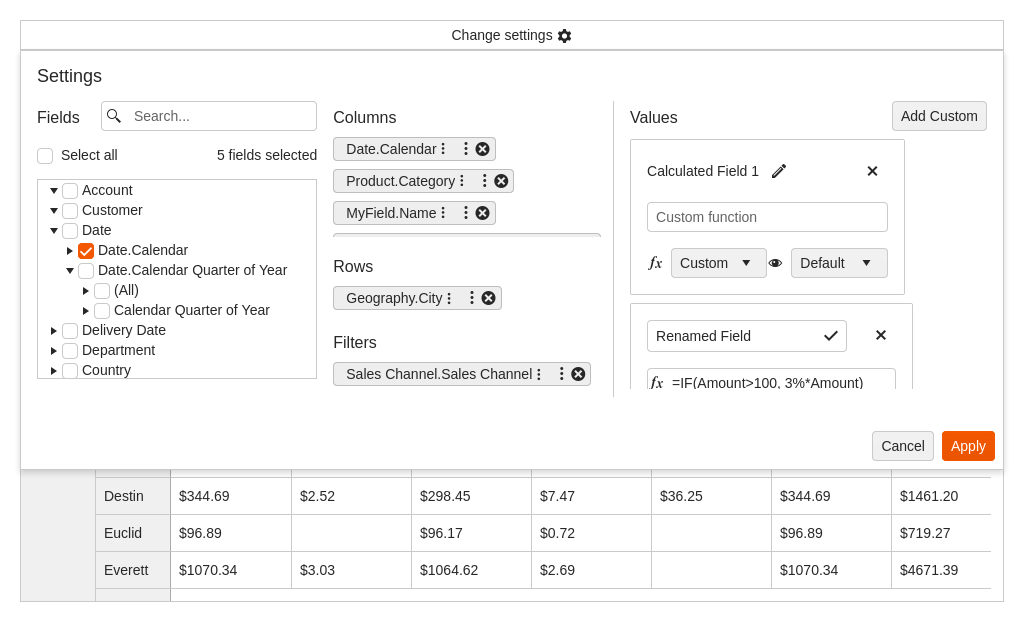 Change settings
Settings
Fields
Search...
Select all
5 fields selected
Account
Customer
Date
Date.Calendar
Date.Calendar Quarter of Year
(All)
Calendar Quarter of Year
Delivery Date
Department
Country
Columns
Date.Calendar
Product.Category
MyField.Name
Rows
Geography.City
Filters
Sales Channel.Sales Channel
Values
Add Custom
Calculated Field 1
Custom function
fx Custom Default
Renamed Field
fx =IF(Amount>100, 3%*Amount)
Cancel Apply
Destin $344.69 $2.52 $298.45 $7.47 $36.25 $344.69 $1461.20
Euclid $96.89 $96.17 $0.72 $96.89 $719.27
Everett $1070.34 $3.03 $1064.62 $2.69 $1070.34 $4671.39